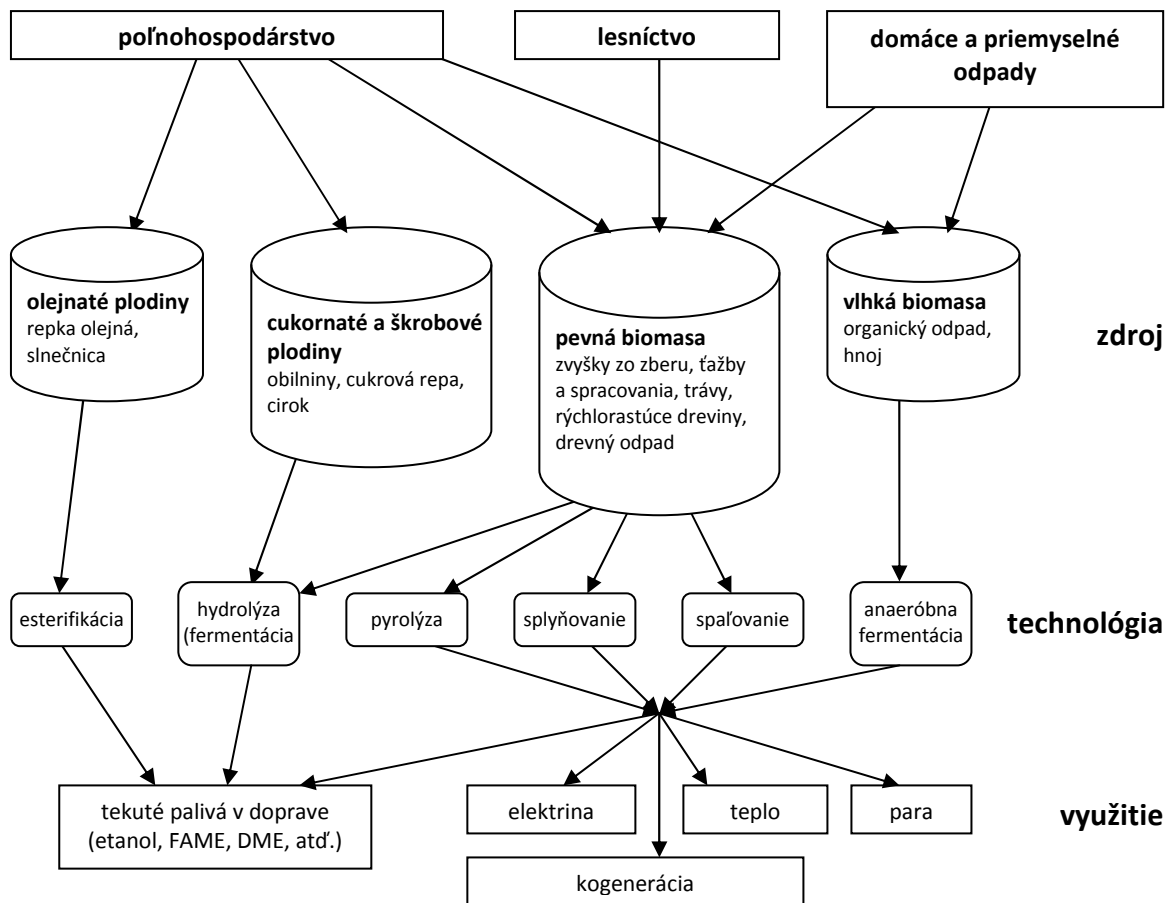 poľnohospodárstvo
lesníctvo
domáce a priemyselné
odpady
olejnaté plodiny
repka olejná,
slnečnica
cukornaté a škrobové
plodiny
obilniny, cukrová repa,
cirok
pevná biomasa
zvyšky zo zberu, ťažby
a spracovania, trávy,
rýchlorastúce dreviny,
drevný odpad
vlhká biomasa
organický odpad,
hnoj
zdroj
esterifikácia
hydrolýza
(fermentácia
pyrolýza
splyňovanie
spaľovanie
anaeróbna
fermentácia
technológia
tekuté palivá v doprave
(etanol, FAME, DME, atď.)
elektrina
teplo
para
využitie
kogenerácia